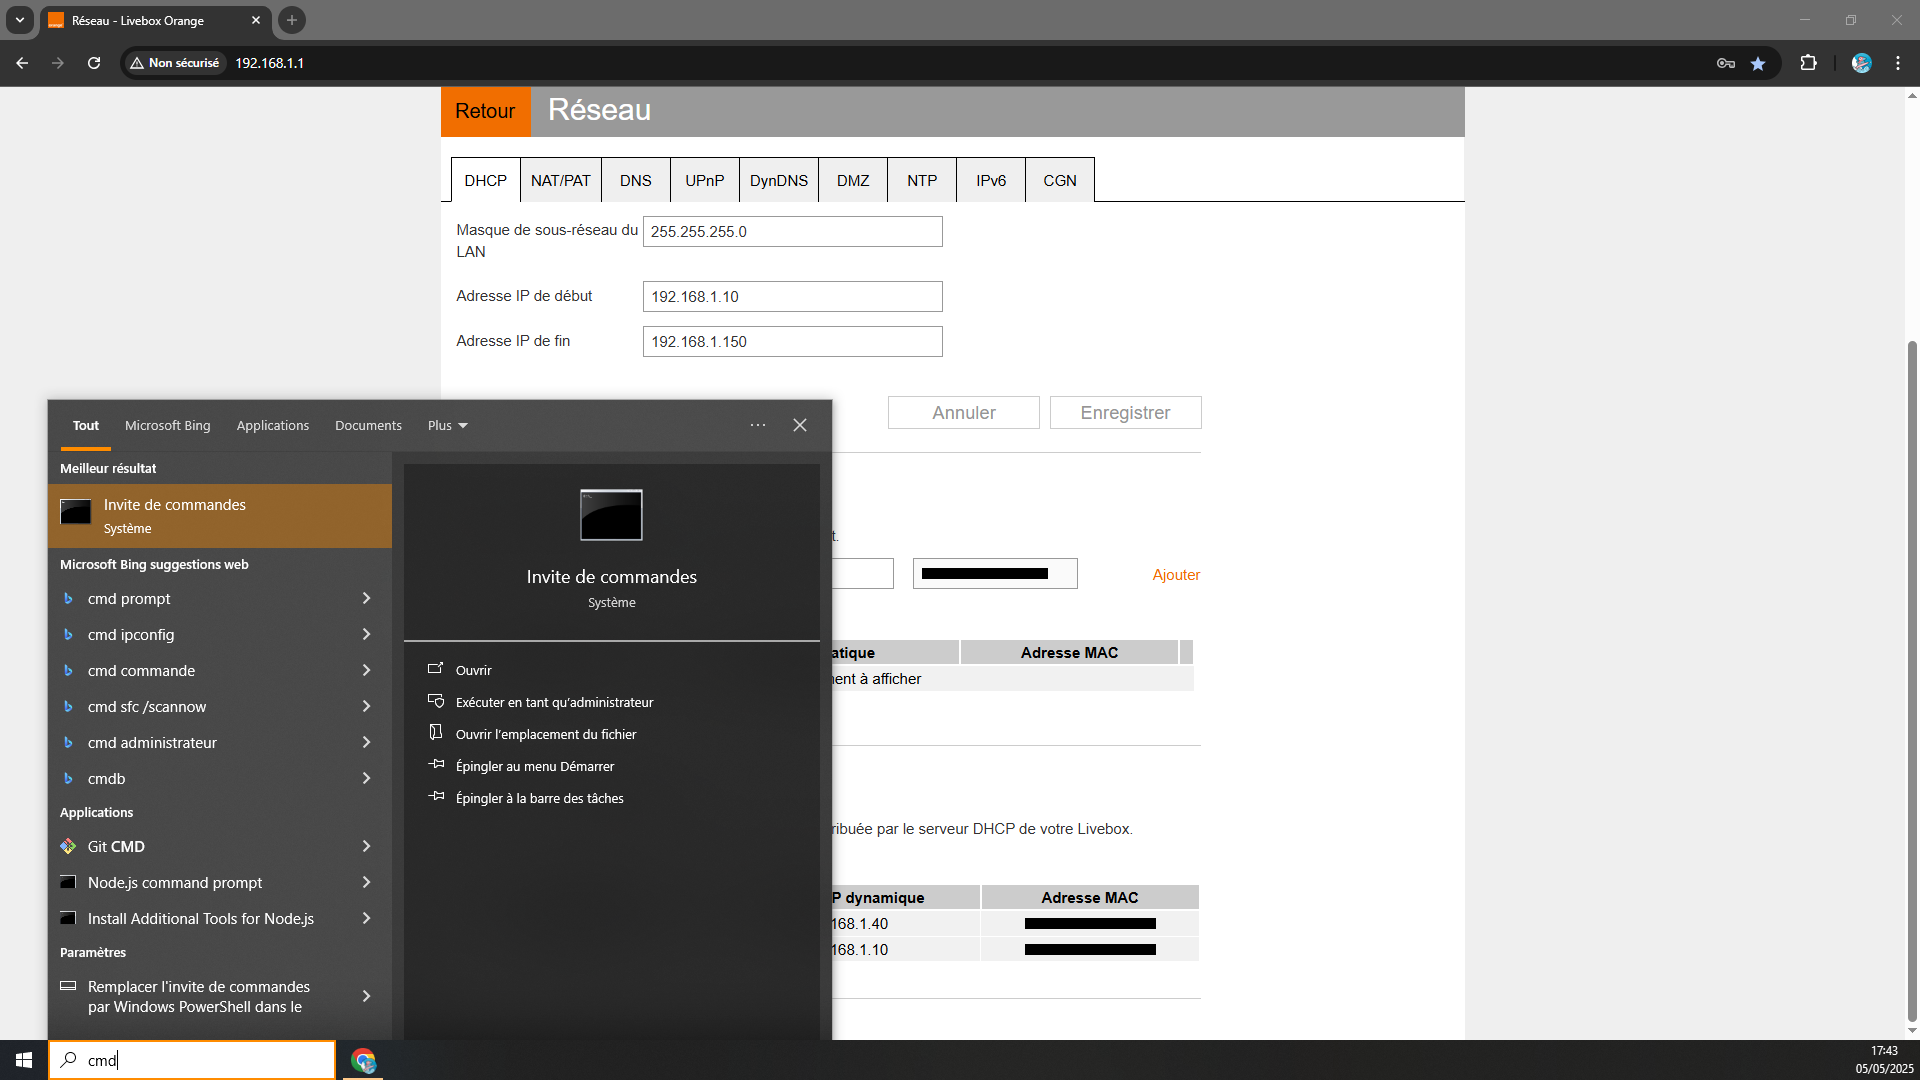 Réseau - Livebox Orange
Non sécurisé 192.168.1.1
Retour Réseau
DHCP NAT/PAT DNS UPnP DynDNS DMZ NTP IPv6 CGN
Masque de sous-réseau du LAN 255.255.255.0
Adresse IP de début 192.168.1.10
Adresse IP de fin 192.168.1.150
Annuler Enregistrer
t.
Ajouter
atique Adresse MAC
ent à afficher
ribuée par le serveur DHCP de votre Livebox.
P dynamique Adresse MAC
168.1.40
168.1.10
Tout Microsoft Bing Applications Documents Plus
Meilleur résultat
Invite de commandes
Système
Microsoft Bing suggestions web
cmd prompt
cmd ipconfig
cmd commande
cmd sfc /scannow
cmd administrateur
cmdb
Applications
Git CMD
Node.js command prompt
Install Additional Tools for Node.js
Paramètres
Remplacer l'invite de commandes
par Windows PowerShell dans le
Invite de commandes
Système
Ouvrir
Exécuter en tant qu'administrateur
Ouvrir l'emplacement du fichier
Épingler au menu Démarrer
Épingler à la barre des tâches
cmd
17:43
05/05/2025